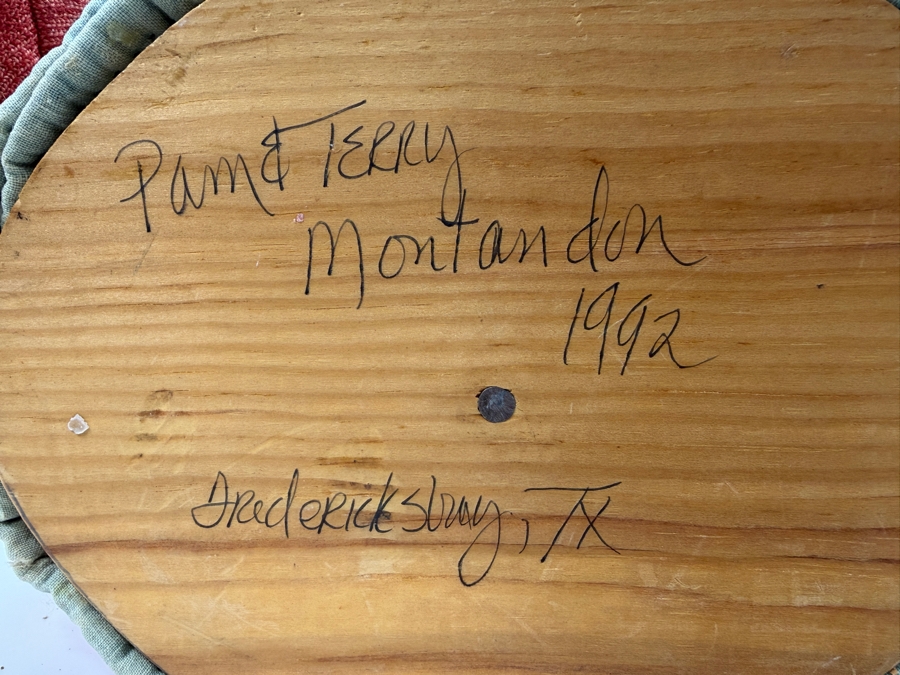 Pam & TERRY
Montandon
1992
Fredericksburg, TX